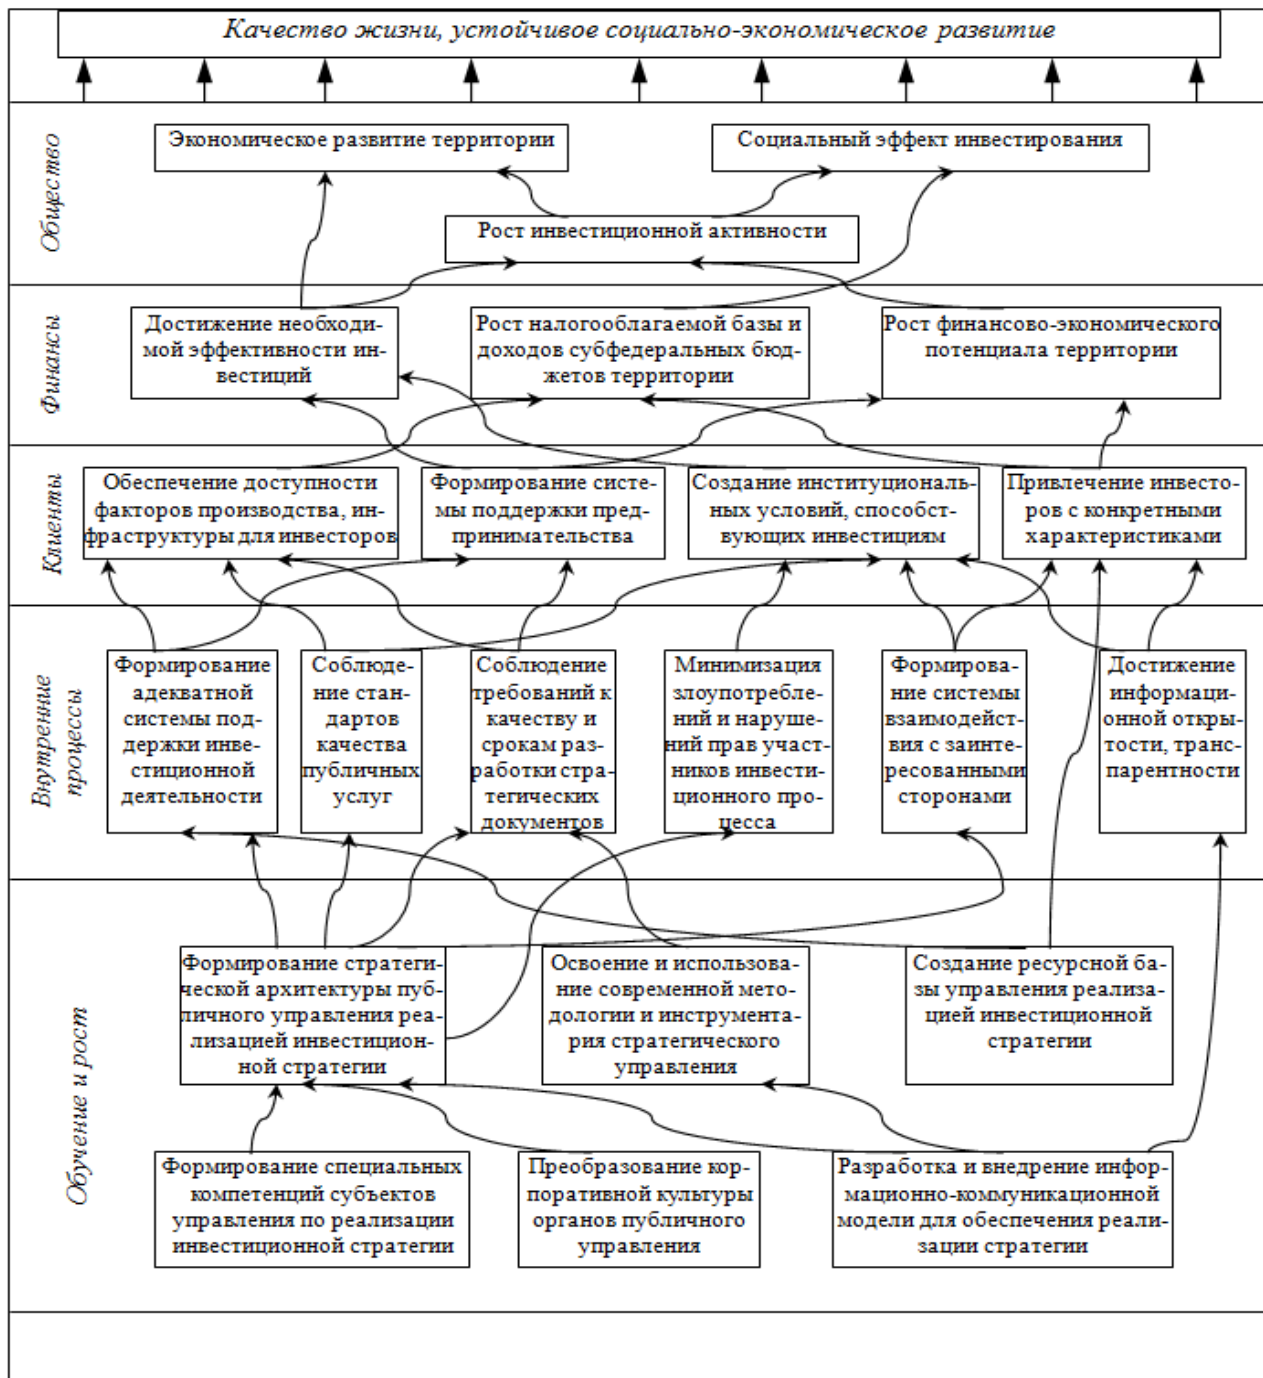 Качество жизни, устойчивое социально-экономическое развитие
Общество
Экономическое развитие территории
Социальный эффект инвестирования
Рост инвестиционной активности
Финансы
Достижение необходи-
мой эффективности ин-
вестиций
Рост налогооблагаемой базы и
доходов субфедеральных бюд-
жетов территории
Рост финансово-экономического
потенциала территории
Клиенты
Обеспечение доступности
факторов производства, ин-
фраструктуры для инвесторов
Формирование систе-
мы поддержки пред-
принимательства
Создание институциональ-
ных условий, способст-
вующих инвестициям
Привлечение инвесто-
ров с конкретными
характеристиками
Внутренние
процессы
Формирование
адекватной
системы под-
держки инве-
стиционной
деятельности
Соблюде-
ние стан-
дартов
качества
публичных
услуг
Соблюдение
требований к
качеству и
срокам раз-
работки стра-
тегических
документов
Минимизация
злоупотребле-
ний и наруше-
ний прав участ-
ников инвести-
ционного про-
цесса
Формирова-
ние системы
взаимодейст-
вия с заинте-
ресованными
сторонами
Достижение
информаци-
онной откры-
тости, транс-
парентности
Обучение и рост
Формирование стратеги-
ческой архитектуры пуб-
личного управления реа-
лизацией инвестицион-
ной стратегии
Освоение и использова-
ние современной мето-
дологии и инструмента-
рия стратегического
управления
Создание ресурсной ба-
зы управления реализа-
цией инвестиционной
стратегии
Формирование специальных
компетенций субъектов
управления по реализации
инвестиционной стратегии
Преобразование кор-
поративной культуры
органов публичного
управления
Разработка и внедрение инфор-
мационно-коммуникационной
модели для обеспечения реали-
зации стратегии